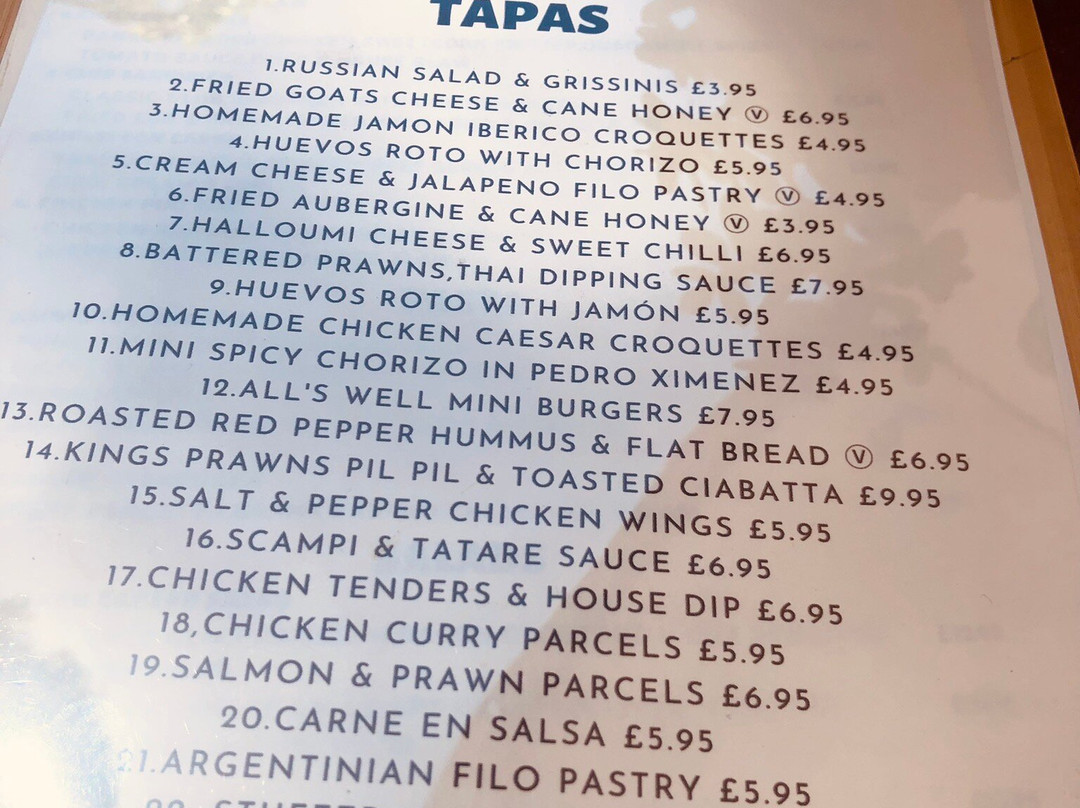 TAPAS
1.RUSSIAN SALAD & GRISSINIS £3.95
2.FRIED GOATS CHEESE & CANE HONEY Ⓥ £6.95
3.HOMEMADE JAMON IBERICO CROQUETTES £4.95
4.HUEVOS ROTO WITH CHORIZO £5.95
5.CREAM CHEESE & JALAPENO FILO PASTRY Ⓥ £4.95
6.FRIED AUBERGINE & CANE HONEY Ⓥ £3.95
7.HALLOUMI CHEESE & SWEET CHILLI £6.95
8.BATTERED PRAWNS,THAI DIPPING SAUCE £7.95
9.HUEVOS ROTO WITH JAMÓN £5.95
10.HOMEMADE CHICKEN CAESAR CROQUETTES £4.95
11.MINI SPICY CHORIZO IN PEDRO XIMENEZ £4.95
12.ALL'S WELL MINI BURGERS £7.95
13.ROASTED RED PEPPER HUMMUS & FLAT BREAD Ⓥ £6.95
14.KINGS PRAWNS PIL PIL & TOASTED CIABATTA £9.95
15.SALT & PEPPER CHICKEN WINGS £5.95
16.SCAMPI & TATARE SAUCE £6.95
17.CHICKEN TENDERS & HOUSE DIP £6.95
18,CHICKEN CURRY PARCELS £5.95
19.SALMON & PRAWN PARCELS £6.95
20.CARNE EN SALSA £5.95
21.ARGENTINIAN FILO PASTRY £5.95